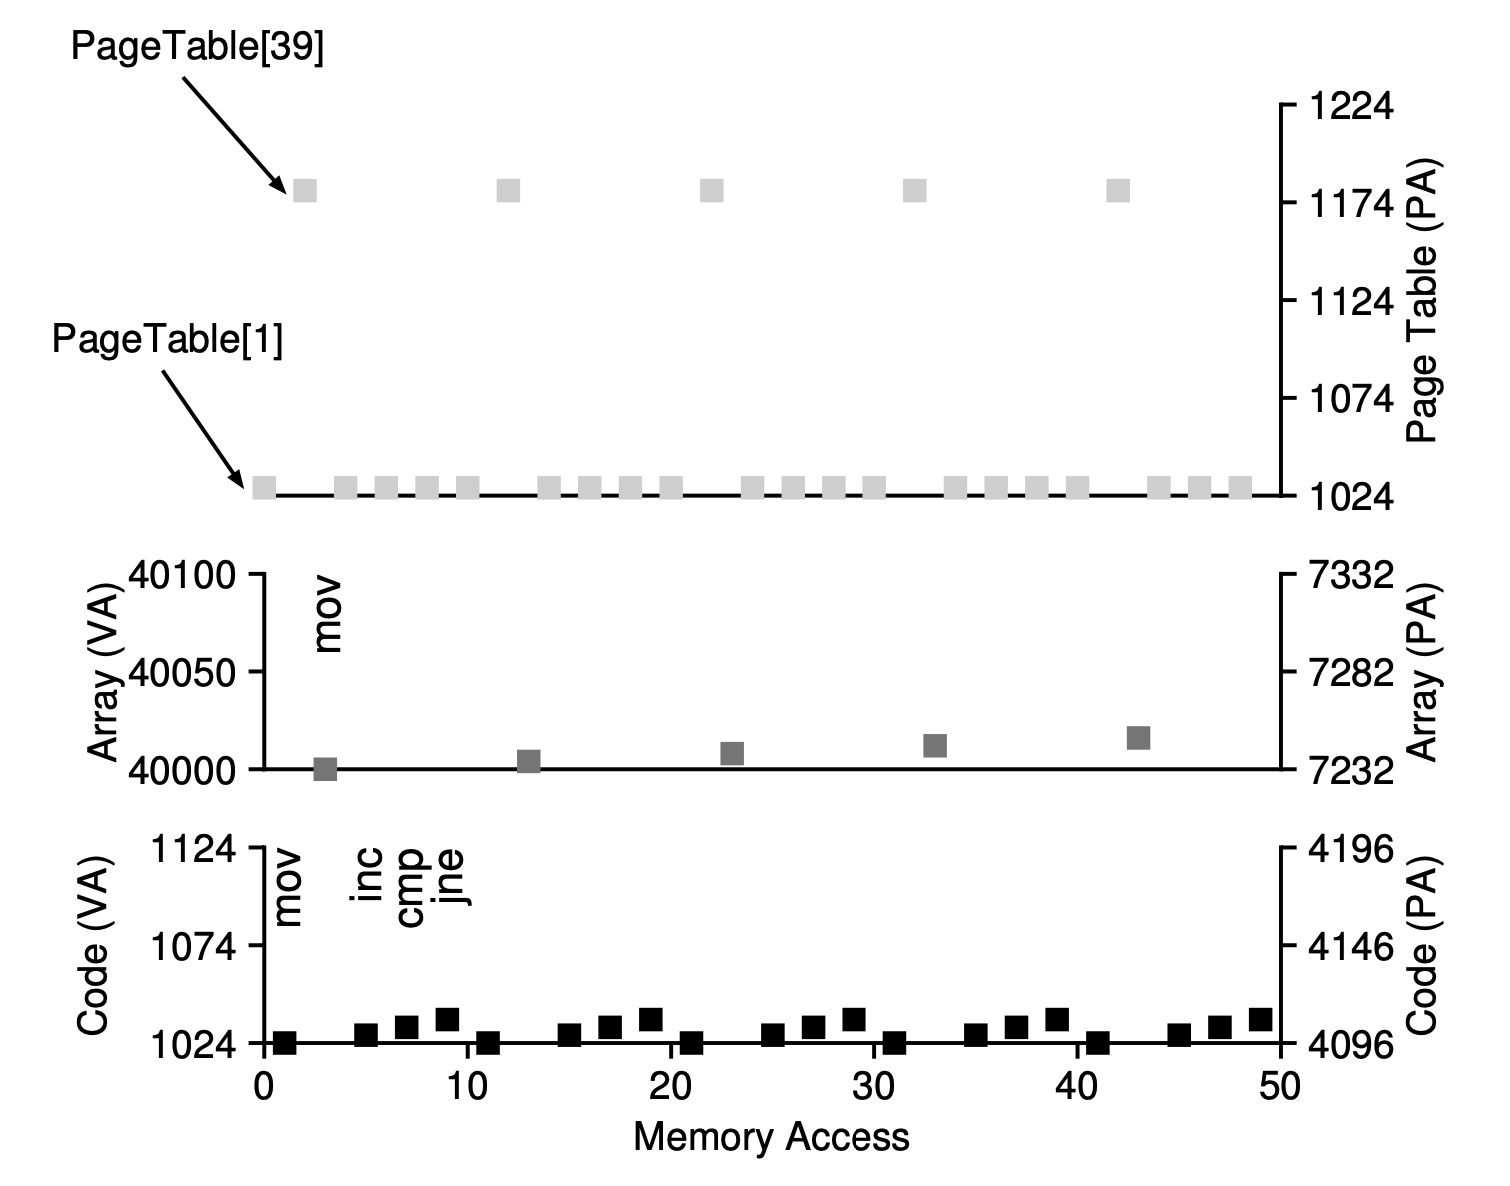 PageTable[39]
1224
1174
1124
1074
1024
Page Table (PA)
PageTable[1]
40100
40050
40000
Array (VA)
mov
7332
7282
7232
Array (PA)
1124
1074
1024
Code (VA)
mov
inc
cmp
jne
4196
4146
4096
Code (PA)
0 10 20 30 40 50
Memory Access